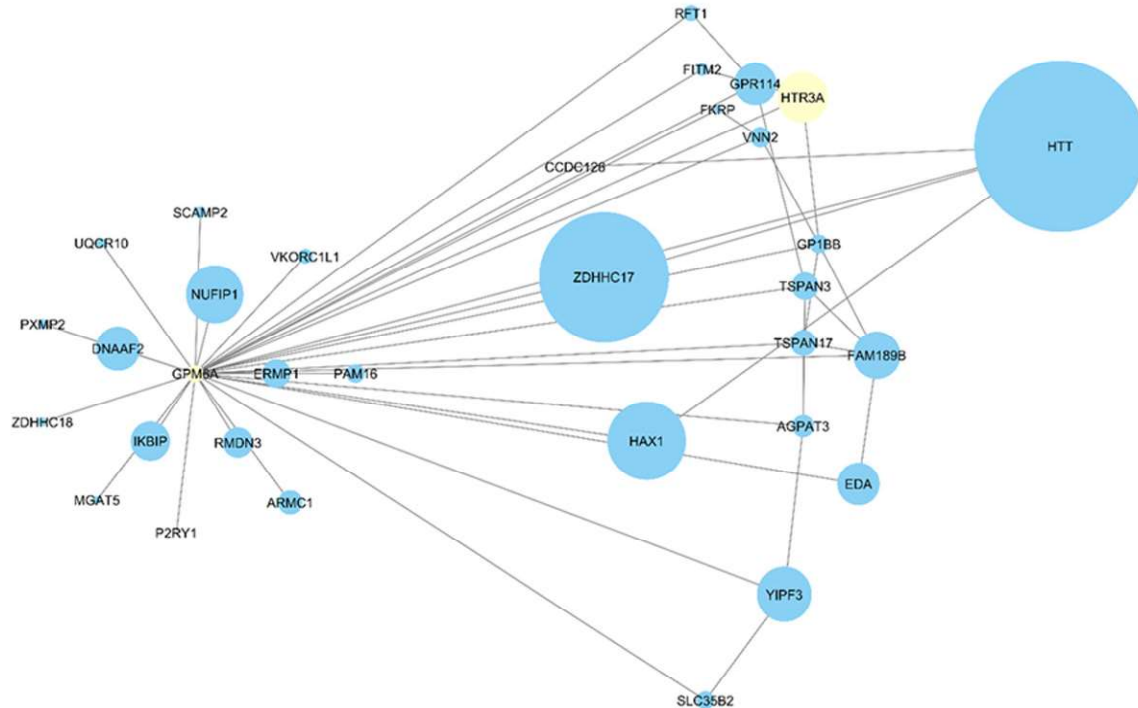 RFT1
FITM2
GPR114
HTR3A
FKRP
VNN2
HTT
CCDC126
SCAMP2
UQCR10
VKORC1L1
GP1BB
ZDHHC17
TSPAN3
NUFIP1
PXMP2
DNAAF2
TSPAN17
FAM189B
GPM6A
ERMP1
PAM16
ZDHHC18
AGPAT3
IKBIP
RMDN3
HAX1
EDA
MGAT5
ARMC1
P2RY1
YIPF3
SLC35B2